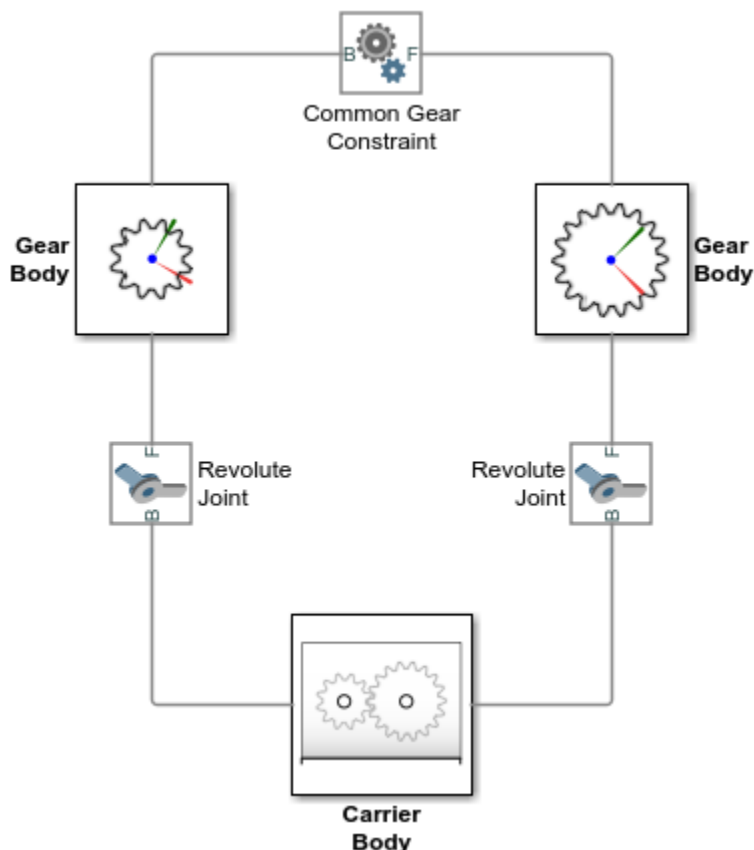 B
F
Common Gear
Constraint
Gear
Body
Gear
Body
F
Revolute
Joint
B
Revolute
Joint
F
B
Carrier
Body